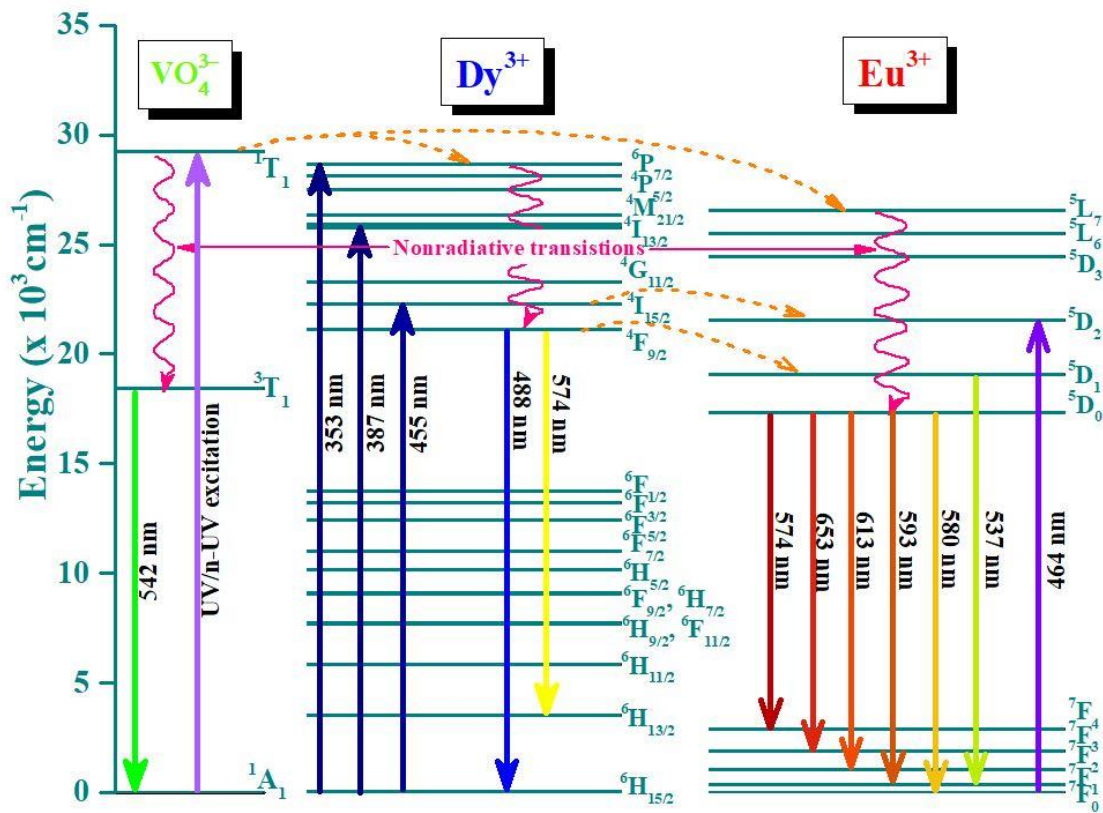 Energy (x 10³cm⁻¹)
35
30
25
20
15
10
5
0
VO₄³⁻
¹T₁
³T₁
¹A₁
542 nm
UV/n-UV excitation
Dy³⁺
⁶P₇/₂
⁴P₅/₂
⁴M₂₁/₂
⁴I₁₃/₂
Nonradiative transistions
⁴G₁₁/₂
⁴I₁₅/₂
⁴F₉/₂
353 nm
387 nm
455 nm
488 nm
574 nm
⁶F₁/₂
⁶F₃/₂
⁶F₅/₂
⁶F₇/₂
⁶H₅/₂
⁶F₉/₂, ⁶H₇/₂
⁶H₉/₂, ⁶F₁₁/₂
⁶H₁₁/₂
⁶H₁₃/₂
⁶H₁₅/₂
Eu³⁺
⁵L₇
⁵L₆
⁵D₃
⁵D₂
⁵D₁
⁵D₀
574 nm
653 nm
613 nm
593 nm
580 nm
537 nm
494 nm
⁷F₄
⁷F₃
⁷F₂
⁷F₁
⁷F₀